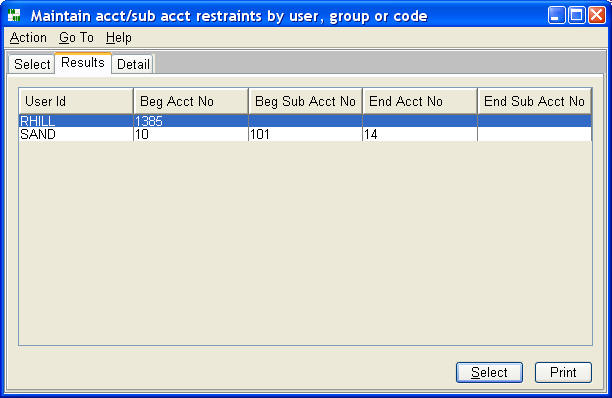 Maintain acct/sub acct restraints by user, group or code
Action Go To Help
Select Results Detail
User Id Beg Acct No Beg Sub Acct No End Acct No End Sub Acct No
RHILL 1385
SAND 10 101 14
Select Print